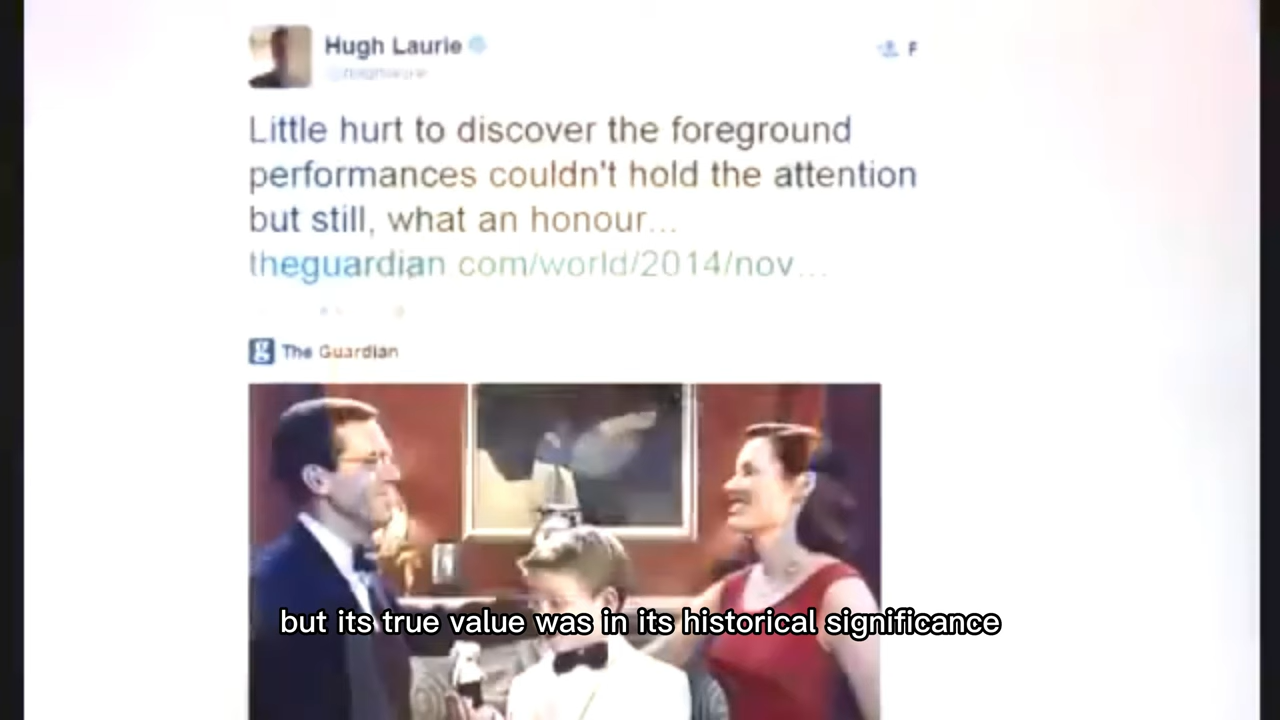 Hugh Laurie
F
Little hurt to discover the foreground
performances couldn't hold the attention
but still, what an honour...
theguardian com/world/2014/nov...
g The Guardian
but its true value was in its historical significance